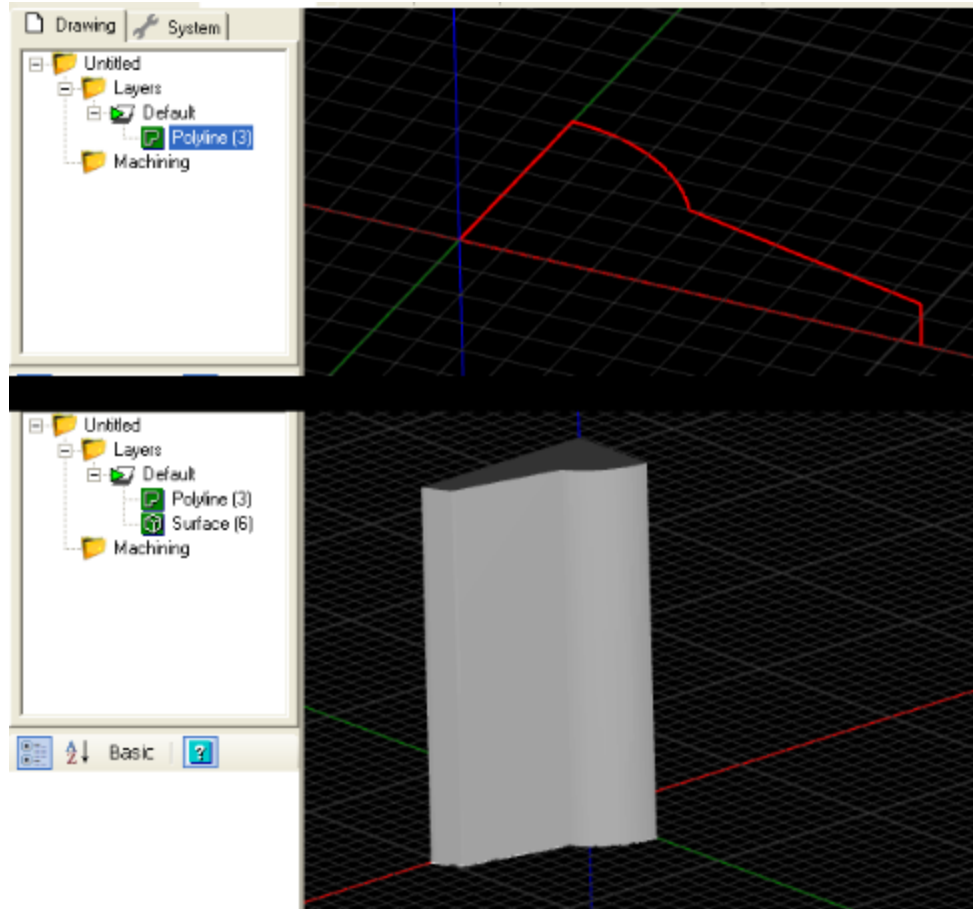 Drawing System
Untitled
Layers
Default
Polyline (3)
Machining
Untitled
Layers
Default
Polyline (3)
Surface (6)
Machining
A Z Basic ?